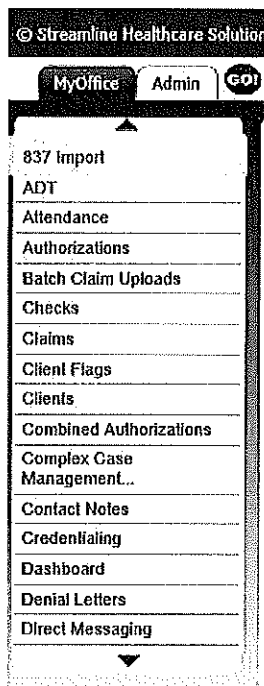 © Streamline Healthcare Solution
MyOffice Admin GO!
837 Import
ADT
Attendance
Authorizations
Batch Claim Uploads
Checks
Claims
Client Flags
Clients
Combined Authorizations
Complex Case
Management...
Contact Notes
Credentialing
Dashboard
Denial Letters
Direct Messaging